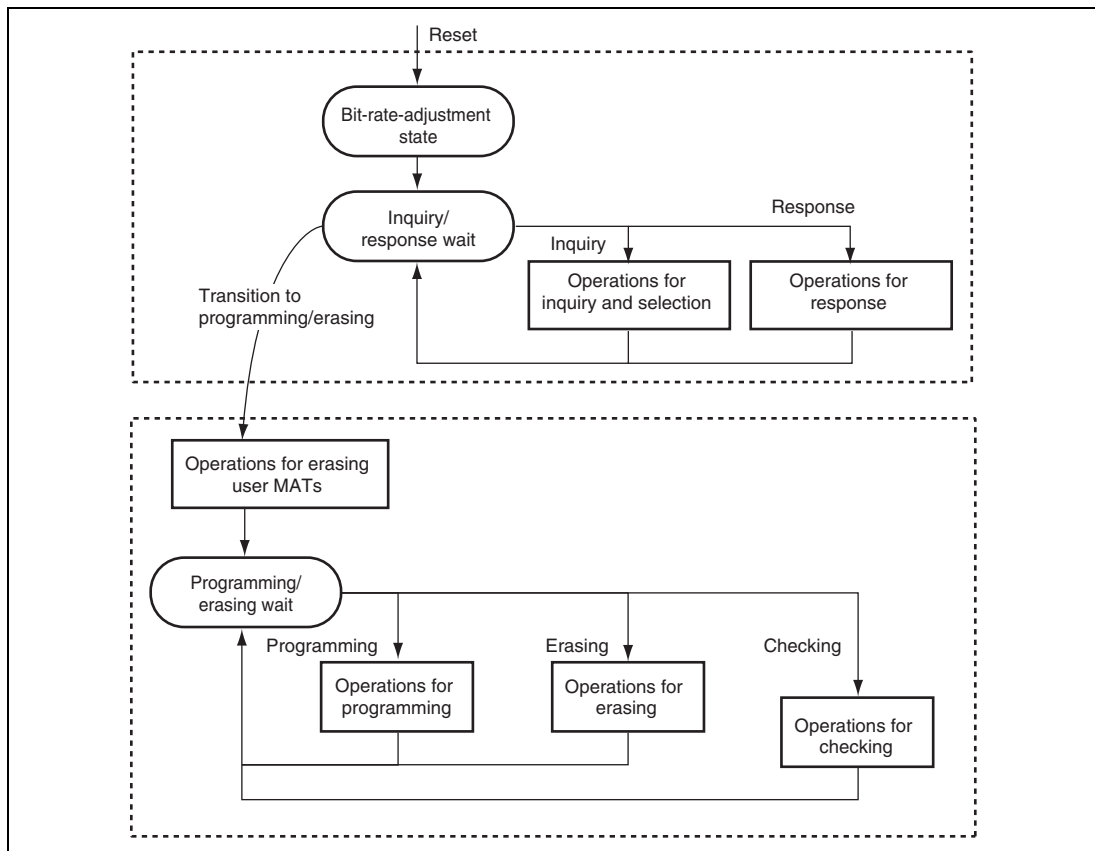 Reset
Bit-rate-adjustment
state
Inquiry/
response wait
Response
Inquiry
Operations for
inquiry and selection
Operations for
response
Transition to
programming/erasing
Operations for erasing
user MATs
Programming/
erasing wait
Programming
Erasing
Checking
Operations for
programming
Operations for
erasing
Operations for
checking